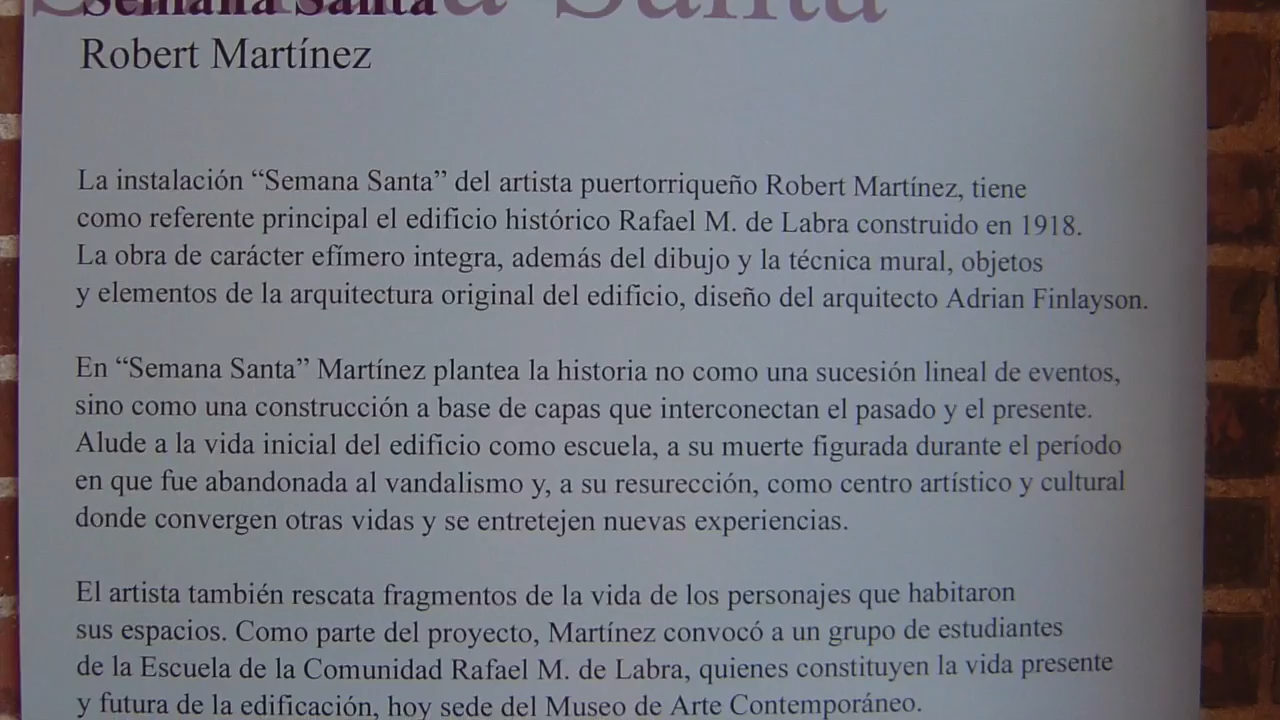 Semana Santa
Robert Martínez
La instalación “Semana Santa” del artista puertorriqueño Robert Martínez, tiene
como referente principal el edificio histórico Rafael M. de Labra construido en 1918.
La obra de carácter efímero integra, además del dibujo y la técnica mural, objetos
y elementos de la arquitectura original del edificio, diseño del arquitecto Adrian Finlayson.
En “Semana Santa” Martínez plantea la historia no como una sucesión lineal de eventos,
sino como una construcción a base de capas que interconectan el pasado y el presente.
Alude a la vida inicial del edificio como escuela, a su muerte figurada durante el período
en que fue abandonada al vandalismo y, a su resurección, como centro artístico y cultural
donde convergen otras vidas y se entretejen nuevas experiencias.
El artista también rescata fragmentos de la vida de los personajes que habitaron
sus espacios. Como parte del proyecto, Martínez convocó a un grupo de estudiantes
de la Escuela de la Comunidad Rafael M. de Labra, quienes constituyen la vida presente
y futura de la edificación, hoy sede del Museo de Arte Contemporáneo.